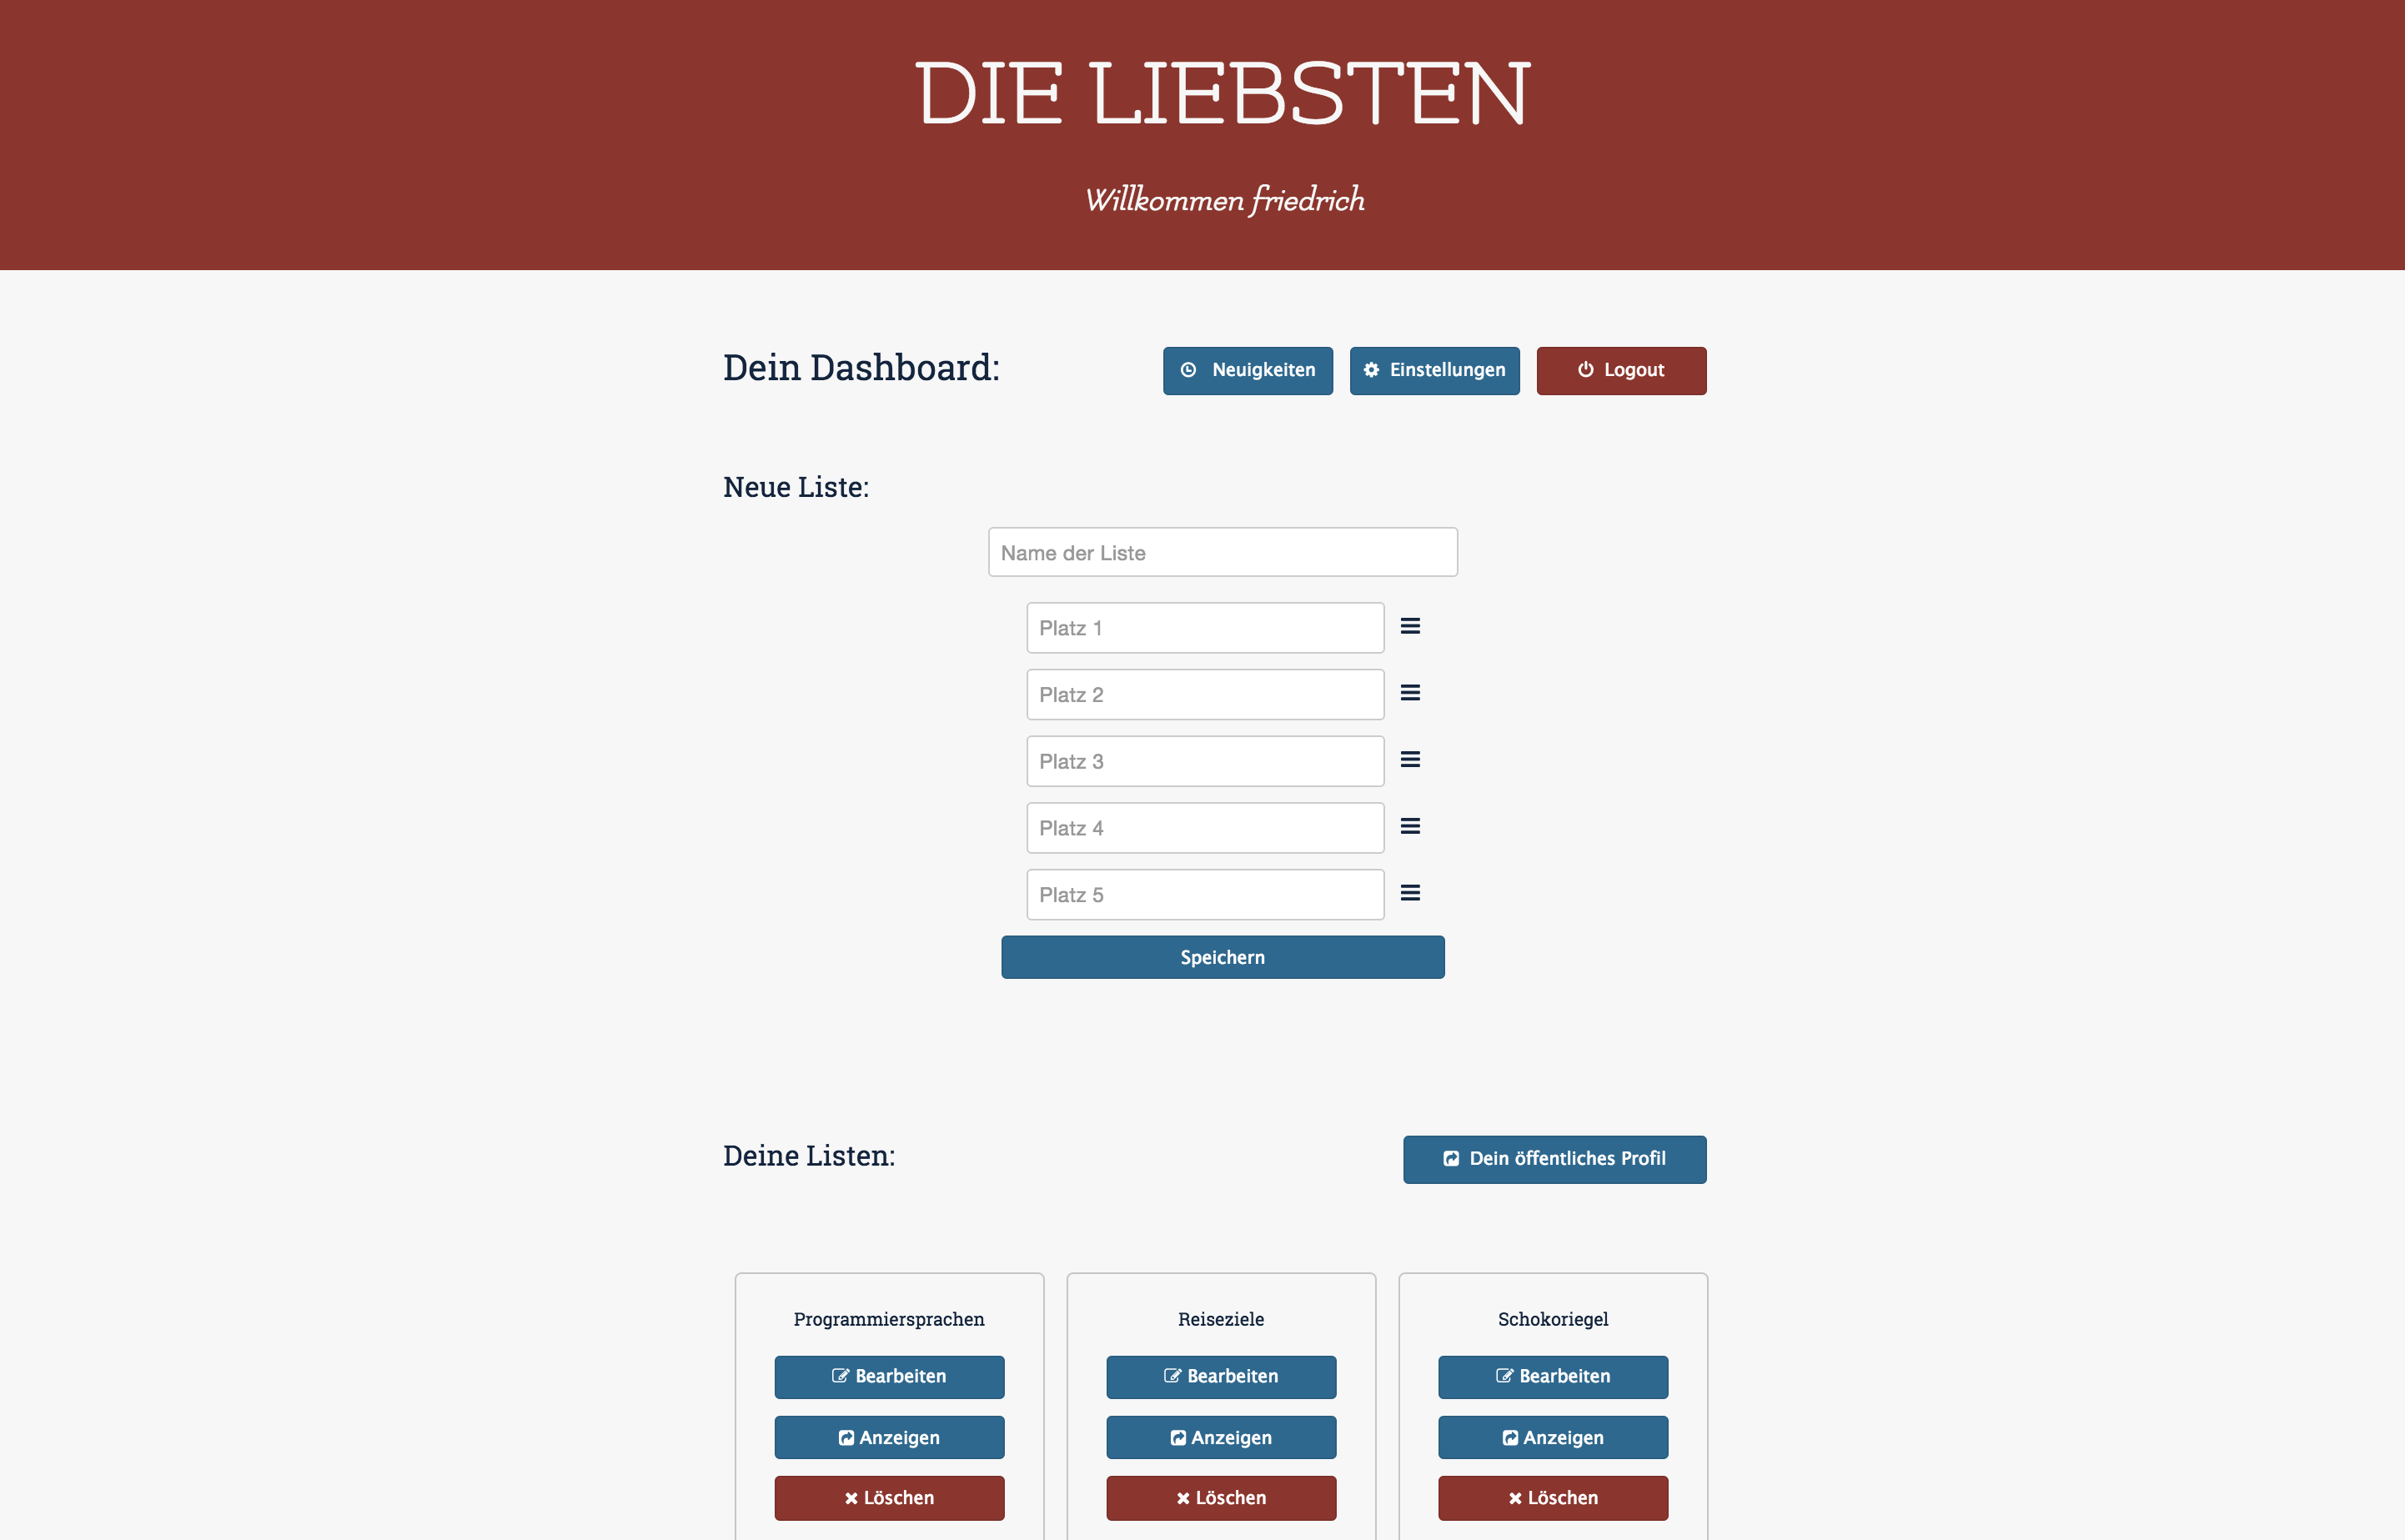 DIE LIEBSTEN
Willkommen friedrich
Dein Dashboard:
Neuigkeiten
Einstellungen
Logout
Neue Liste:
Name der Liste
Platz 1
Platz 2
Platz 3
Platz 4
Platz 5
Speichern
Deine Listen:
Dein öffentliches Profil
Programmiersprachen
Bearbeiten
Anzeigen
Löschen
Reiseziele
Bearbeiten
Anzeigen
Löschen
Schokoriegel
Bearbeiten
Anzeigen
Löschen